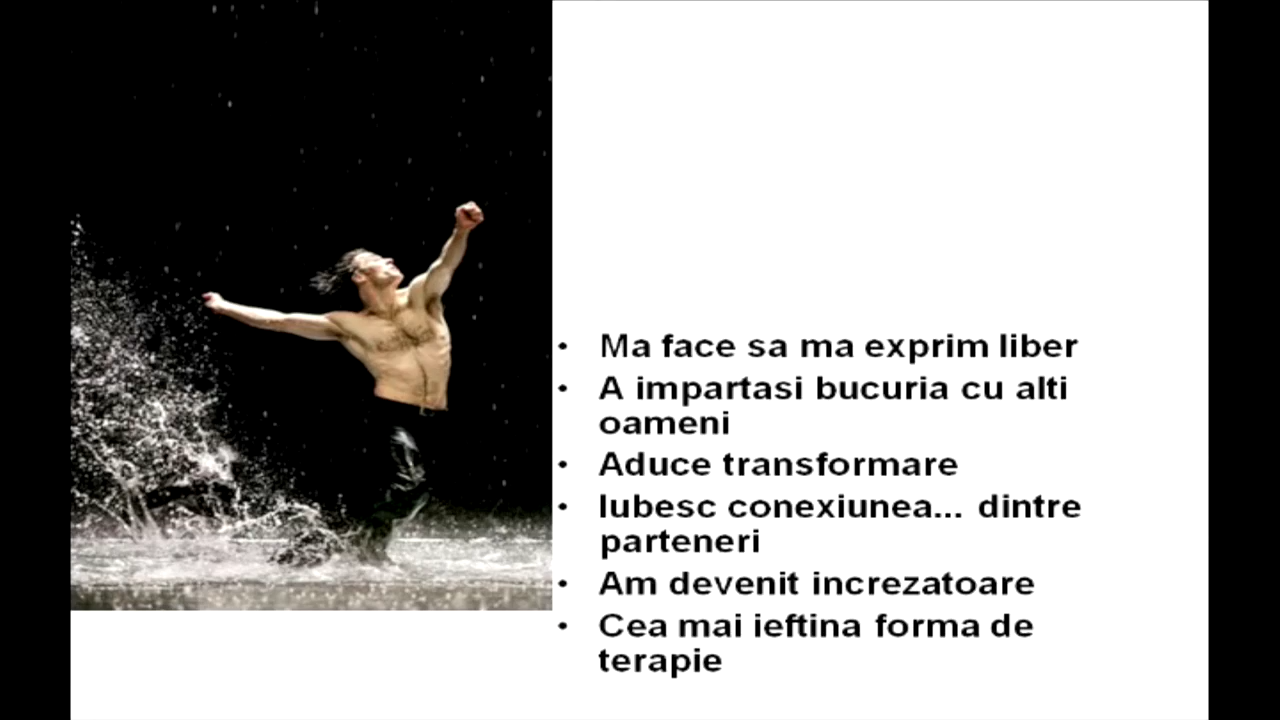 • Ma face sa ma exprim liber
• A impartasi bucuria cu alti
oameni
• Aduce transformare
• Iubesc conexiunea... dintre
parteneri
• Am devenit increzatoare
• Cea mai ieftina forma de
terapie